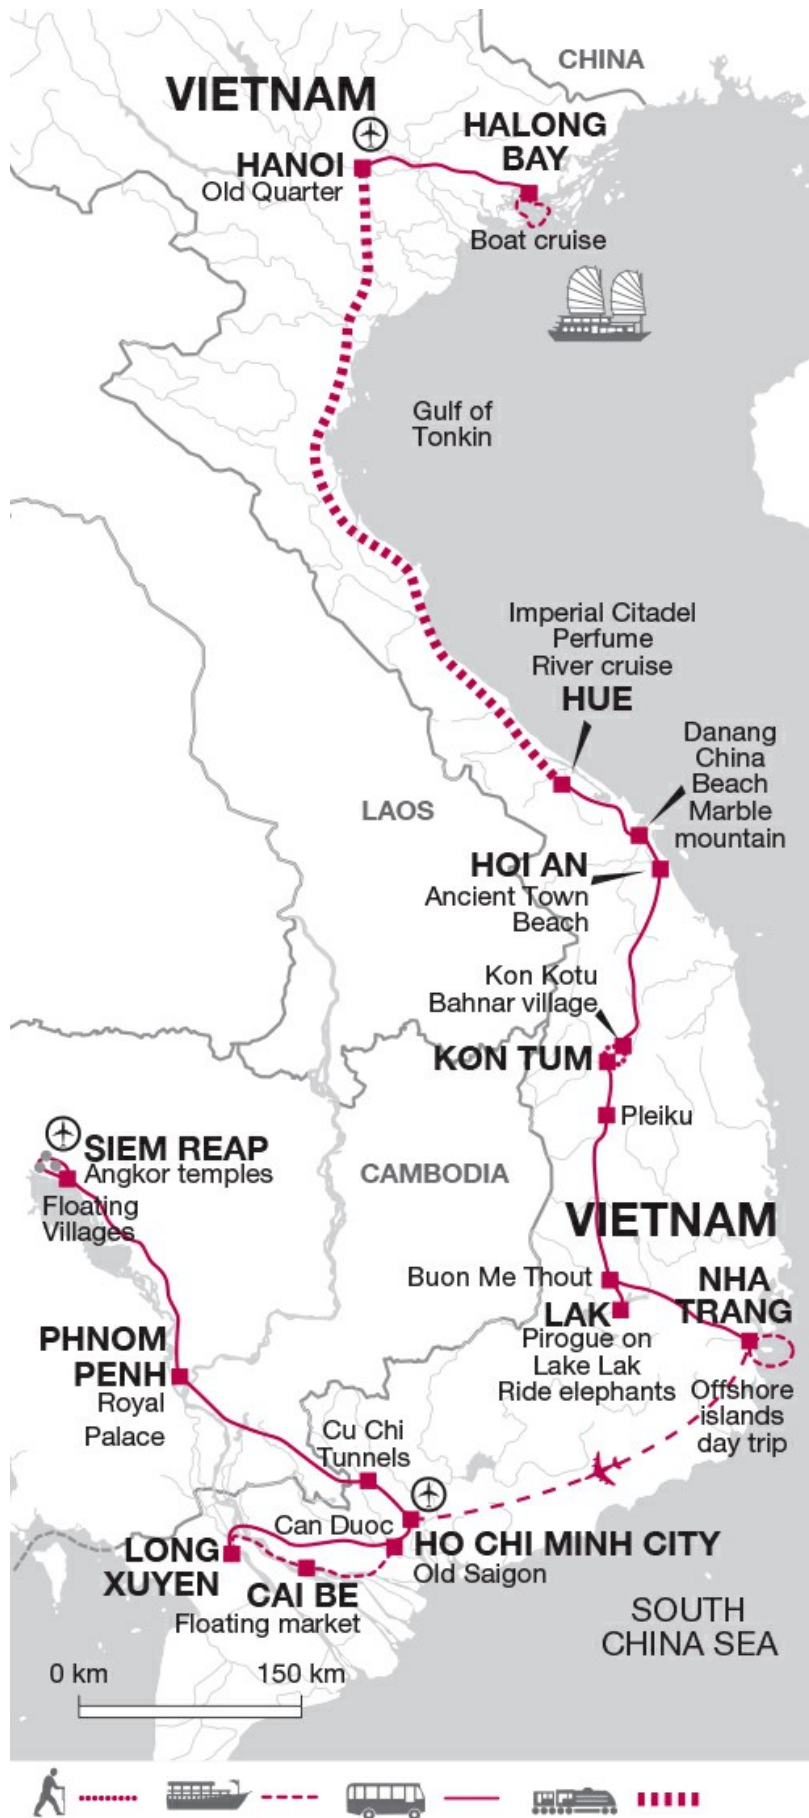 CHINA
VIETNAM
HALONG
BAY
HANOI
Old Quarter
Boat cruise
Gulf of
Tonkin
Imperial Citadel
Perfume
River cruise
HUE
Danang
China
Beach
Marble
mountain
LAOS
HOI AN
Ancient Town
Beach
Kon Kotu
Bahnar village
KON TUM
Pleiku
SIEM REAP
Angkor temples
Floating
Villages
CAMBODIA
VIETNAM
Buon Me Thout
NHA
TRANG
LAK
Pirogue on
Lake Lak
Ride elephants
Offshore
islands
day trip
PHNOM
PENH
Royal
Palace
Cu Chi
Tunnels
Can Duoc
HO CHI MINH CITY
Old Saigon
LONG
XUYEN
CAI BE
Floating market
SOUTH
CHINA SEA
0 km 150 km